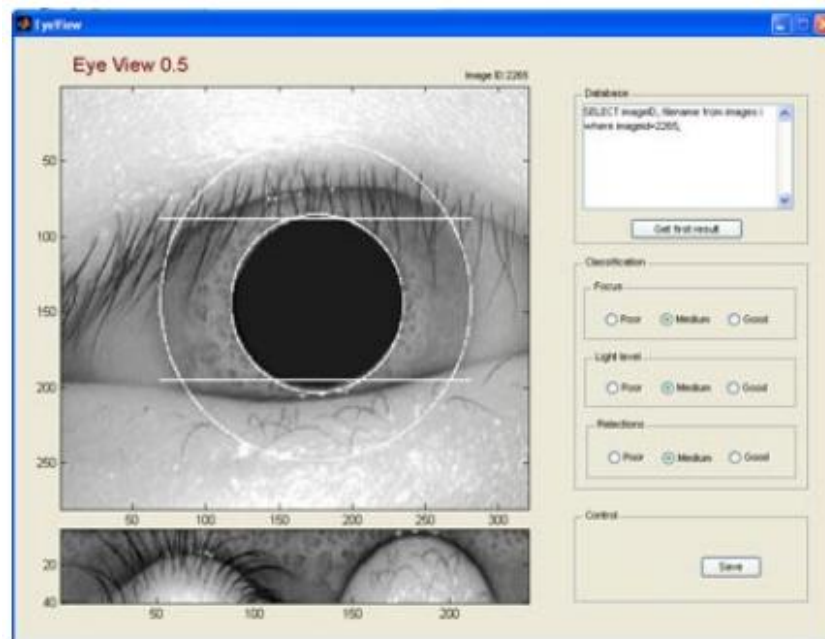 EyeView
Eye View 0.5
Image ID:2265
50
100
150
200
250
50
100
150
200
250
300
20
40
50
100
150
200
Database
SELECT imageID, filename from images i
where imageid=2265;
Get first result
Classification
Focus
Poor
Medium
Good
Light level
Poor
Medium
Good
Poor
Medium
Good
Control
Save